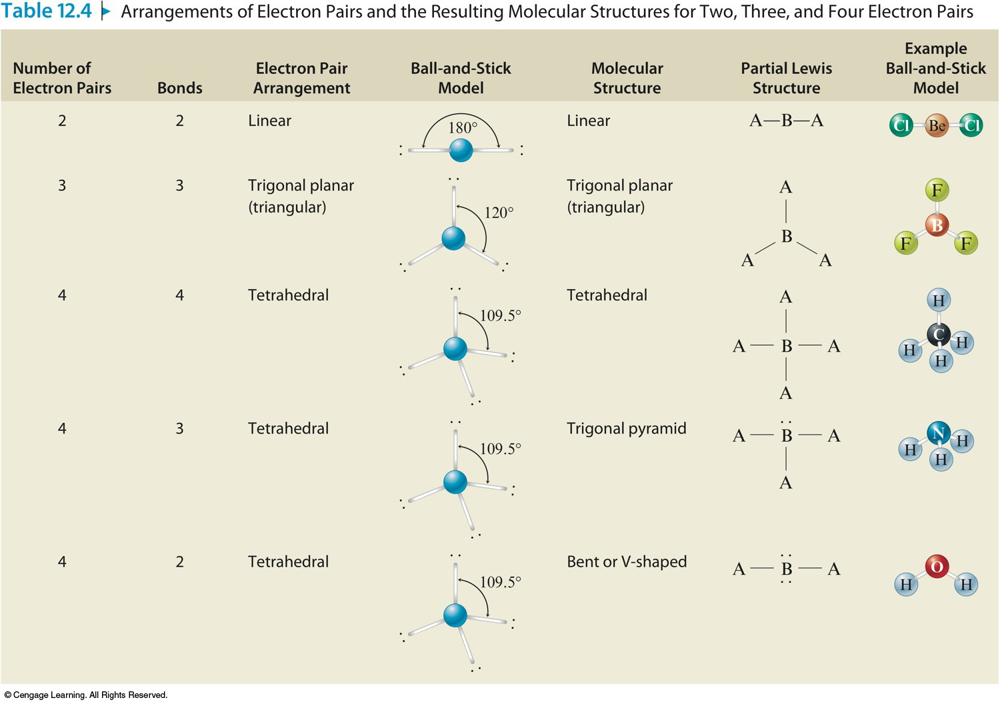 Table 12.4 ▶ Arrangements of Electron Pairs and the Resulting Molecular Structures for Two, Three, and Four Electron Pairs
Number of Electron Pairs
Bonds
Electron Pair Arrangement
Ball-and-Stick Model
Molecular Structure
Partial Lewis Structure
Example Ball-and-Stick Model
2 2 Linear 180° Linear A—B—A Cl Be Cl
3 3 Trigonal planar (triangular) 120° Trigonal planar (triangular)
A
B
A A
F
B
F F
4 4 Tetrahedral 109.5° Tetrahedral
A
A — B — A
A
H
C
H H
H
4 3 Tetrahedral 109.5° Trigonal pyramid
A — B — A
A
N
H H
H
4 2 Tetrahedral 109.5° Bent or V-shaped
A — B — A
O
H H
© Cengage Learning. All Rights Reserved.